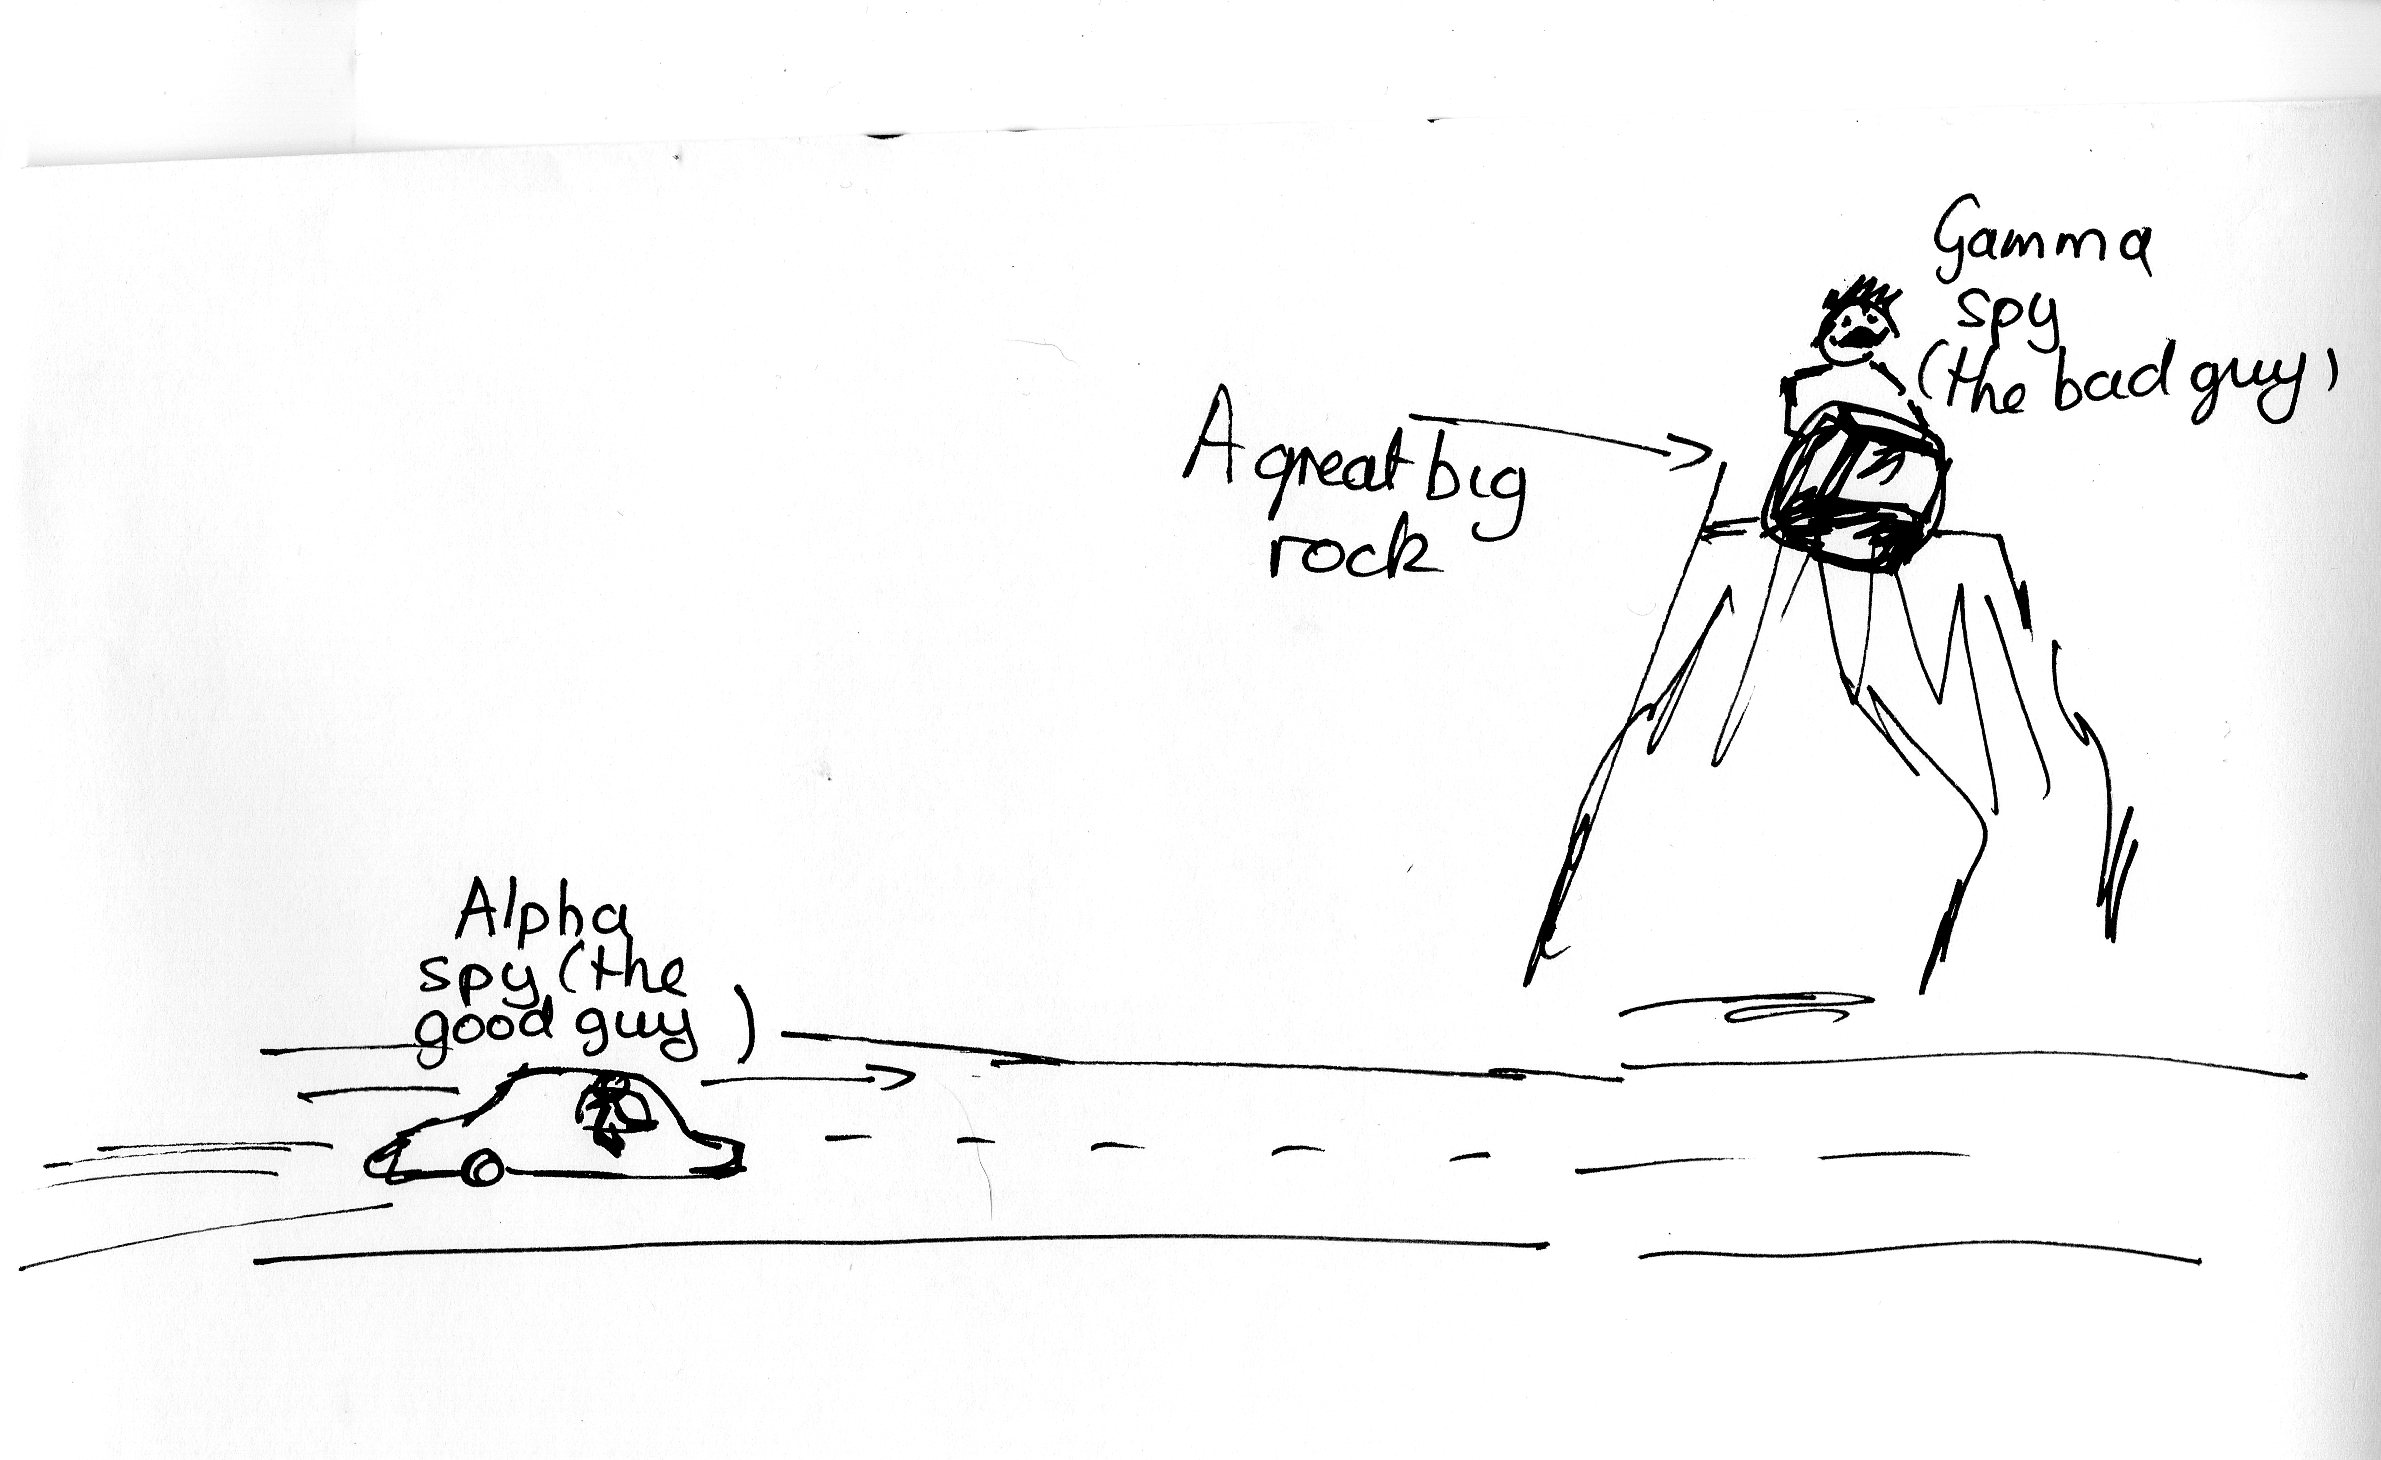 Gamma
spy
(the bad guy)
A great big
rock
Alpha
spy (the
good guy )